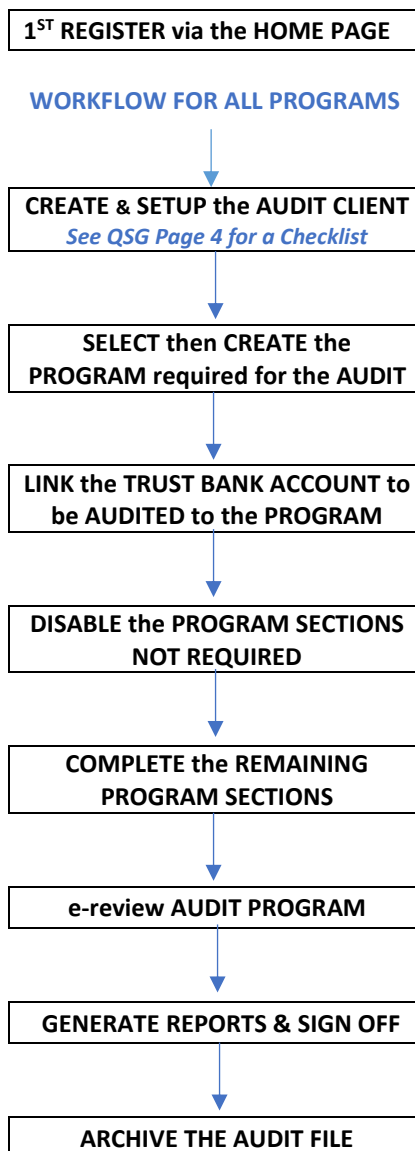 1ST REGISTER via the HOME PAGE
WORKFLOW FOR ALL PROGRAMS
CREATE & SETUP the AUDIT CLIENT
See QSG Page 4 for a Checklist
SELECT then CREATE the
PROGRAM required for the AUDIT
LINK the TRUST BANK ACCOUNT to
be AUDITED to the PROGRAM
DISABLE the PROGRAM SECTIONS
NOT REQUIRED
COMPLETE the REMAINING
PROGRAM SECTIONS
e-review AUDIT PROGRAM
GENERATE REPORTS & SIGN OFF
ARCHIVE THE AUDIT FILE